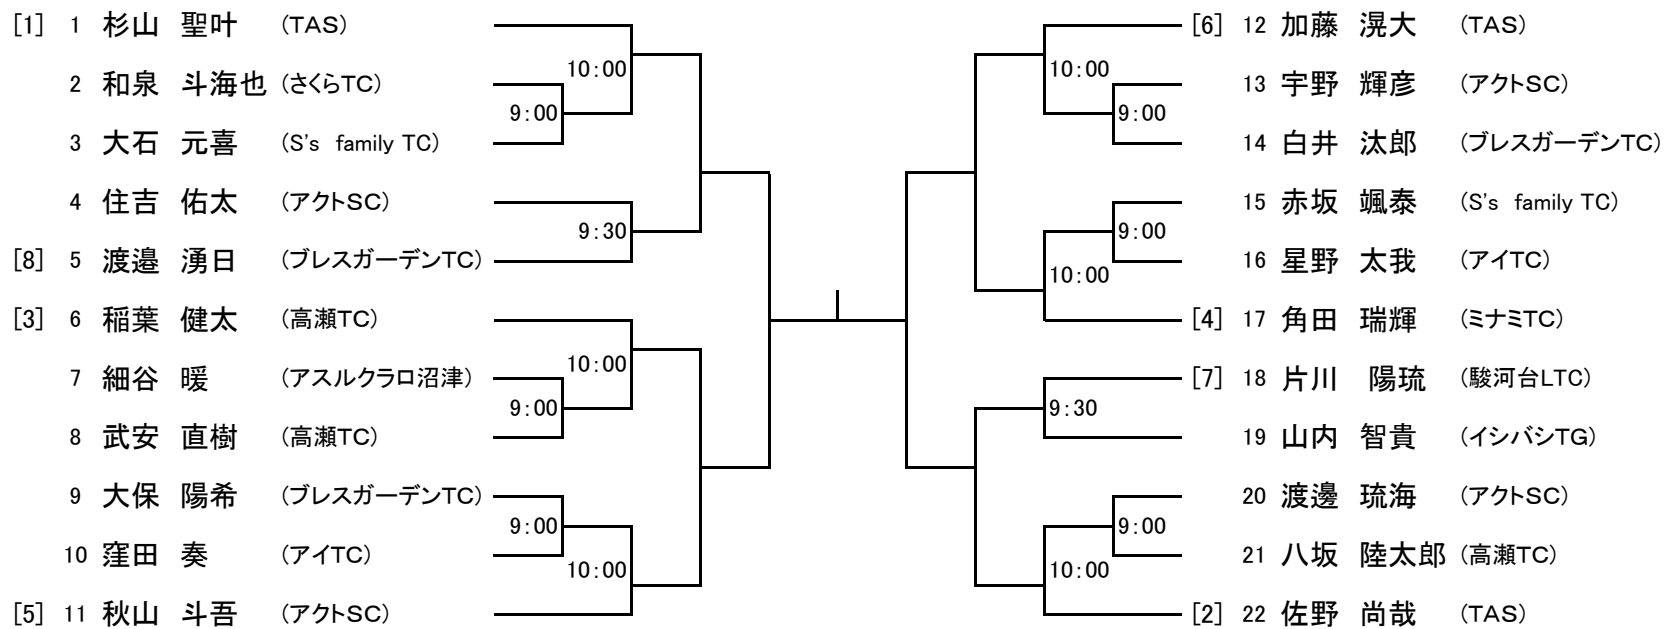 [1] 1 杉山 聖叶 (TAS)
10:00
2 和泉 斗海也 (さくらTC)
9:00
3 大石 元喜 (S's family TC)
4 住吉 佑太 (アクトSC)
9:30
[8] 5 渡邉 湧日 (ブレスガーデンTC)
[3] 6 稲葉 健太 (高瀬TC)
10:00
7 細谷 暖 (アスルクラロ沼津)
9:00
8 武安 直樹 (高瀬TC)
9 大保 陽希 (ブレスガーデンTC)
9:00
10 窪田 奏 (アイTC)
10:00
[5] 11 秋山 斗吾 (アクトSC)
[6] 12 加藤 滉大 (TAS)
10:00
13 宇野 輝彦 (アクトSC)
9:00
14 白井 汰郎 (ブレスガーデンTC)
15 赤坂 颯泰 (S's family TC)
9:00
16 星野 太我 (アイTC)
10:00
[4] 17 角田 瑞輝 (ミナミTC)
[7] 18 片川 陽琉 (駿河台LTC)
9:30
19 山内 智貴 (イシバシTG)
20 渡邊 琉海 (アクトSC)
9:00
21 八坂 陸太郎 (高瀬TC)
10:00
[2] 22 佐野 尚哉 (TAS)